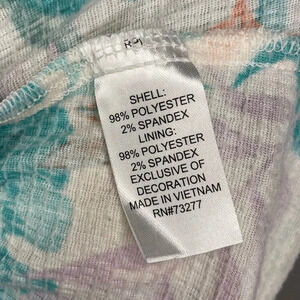 SHELL:
98% POLYESTER
2% SPANDEX
LINING:
98% POLYESTER
2% SPANDEX
EXCLUSIVE OF
DECORATION
MADE IN VIETNAM
RN#73277